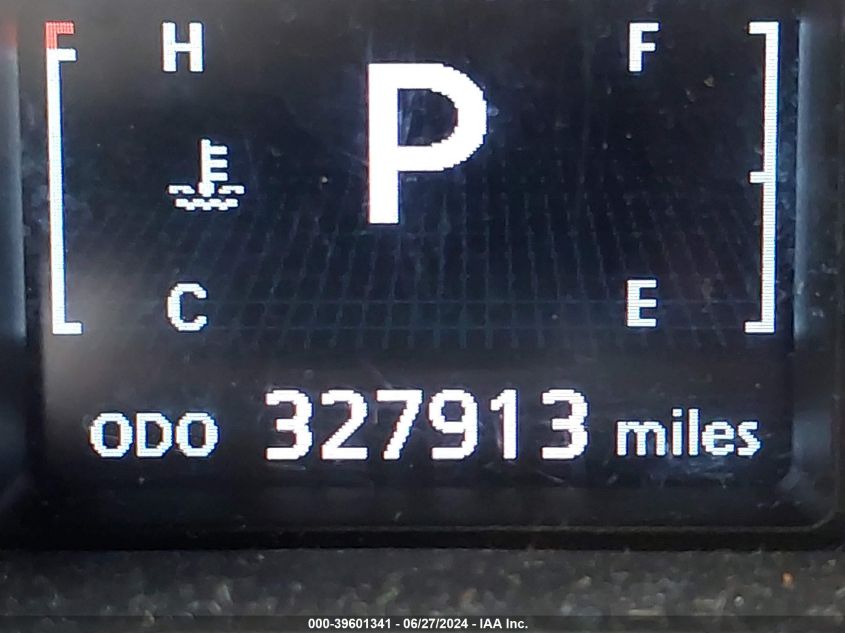 H F
P
C E
ODO 327913 miles
000-39601341 - 06/27/2024 - IAA Inc.